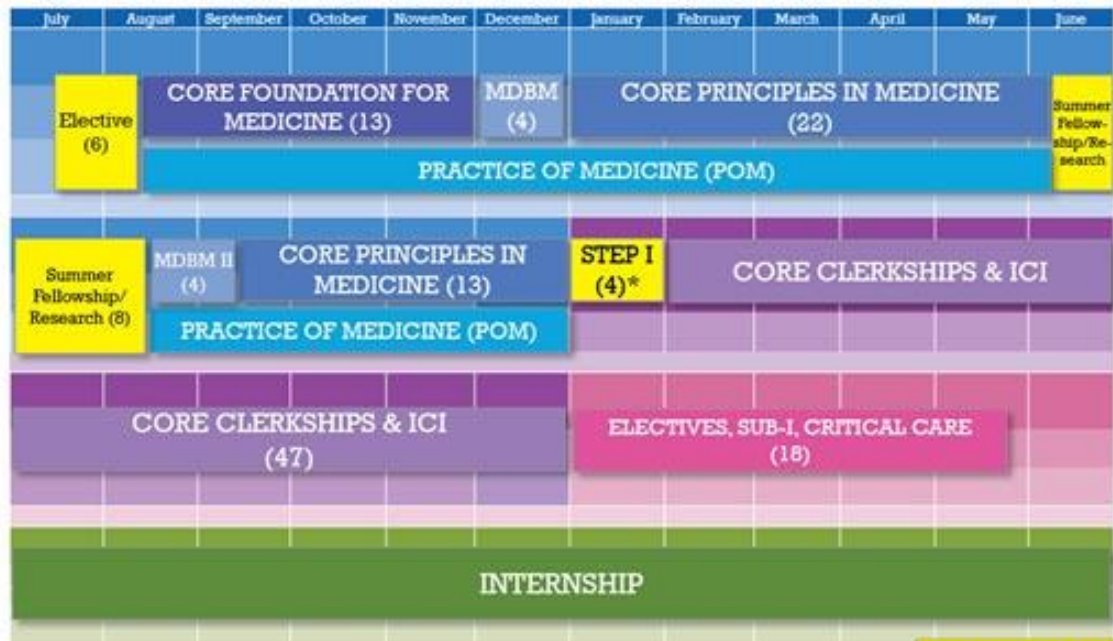 July August September October November December January February March April May June
Elective
(6)
CORE FOUNDATION FOR
MEDICINE (13)
MDBM
(4)
CORE PRINCIPLES IN MEDICINE
(22)
Summer
Fellow-
ship/Re-
search
PRACTICE OF MEDICINE (POM)
Summer
Fellowship/
Research (8)
MDBM II
(4)
CORE PRINCIPLES IN
MEDICINE (13)
STEP I
(4)*
CORE CLERKSHIPS & ICI
PRACTICE OF MEDICINE (POM)
CORE CLERKSHIPS & ICI
(47)
ELECTIVES, SUB-I, CRITICAL CARE
(18)
INTERNSHIP